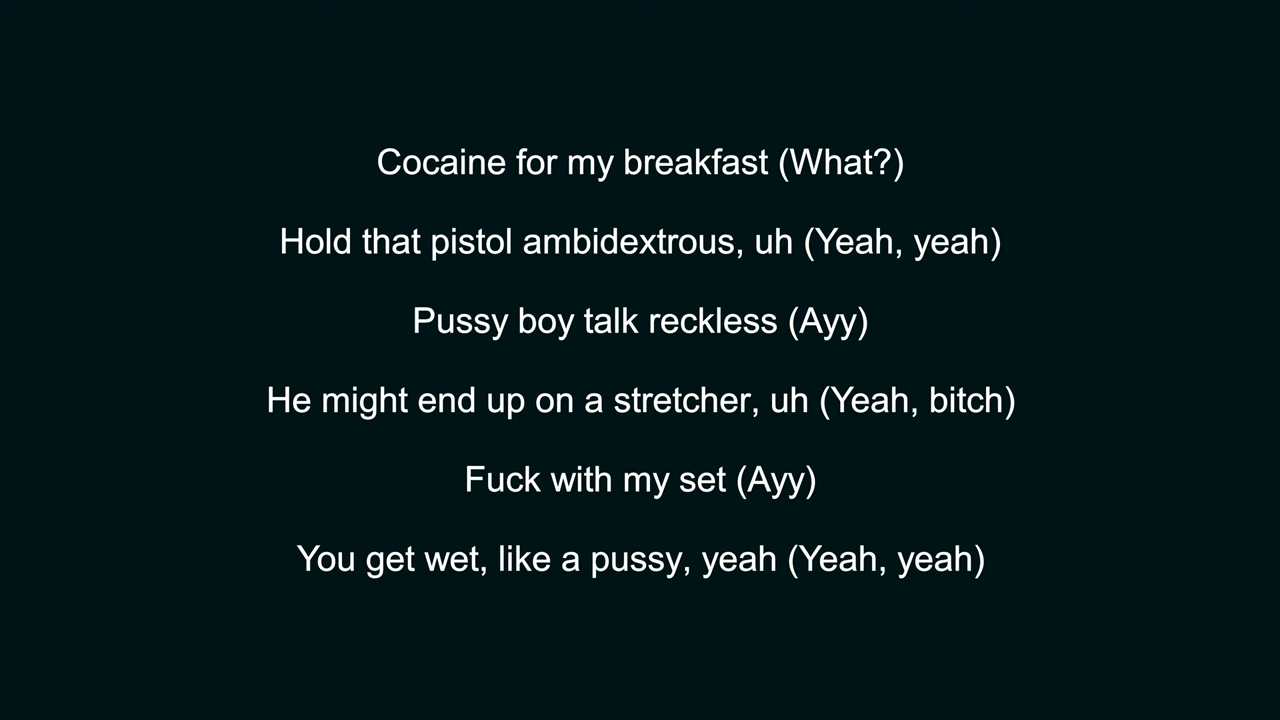 Cocaine for my breakfast (What?)
Hold that pistol ambidextrous, uh (Yeah, yeah)
Pussy boy talk reckless (Ayy)
He might end up on a stretcher, uh (Yeah, bitch)
Fuck with my set (Ayy)
You get wet, like a pussy, yeah (Yeah, yeah)